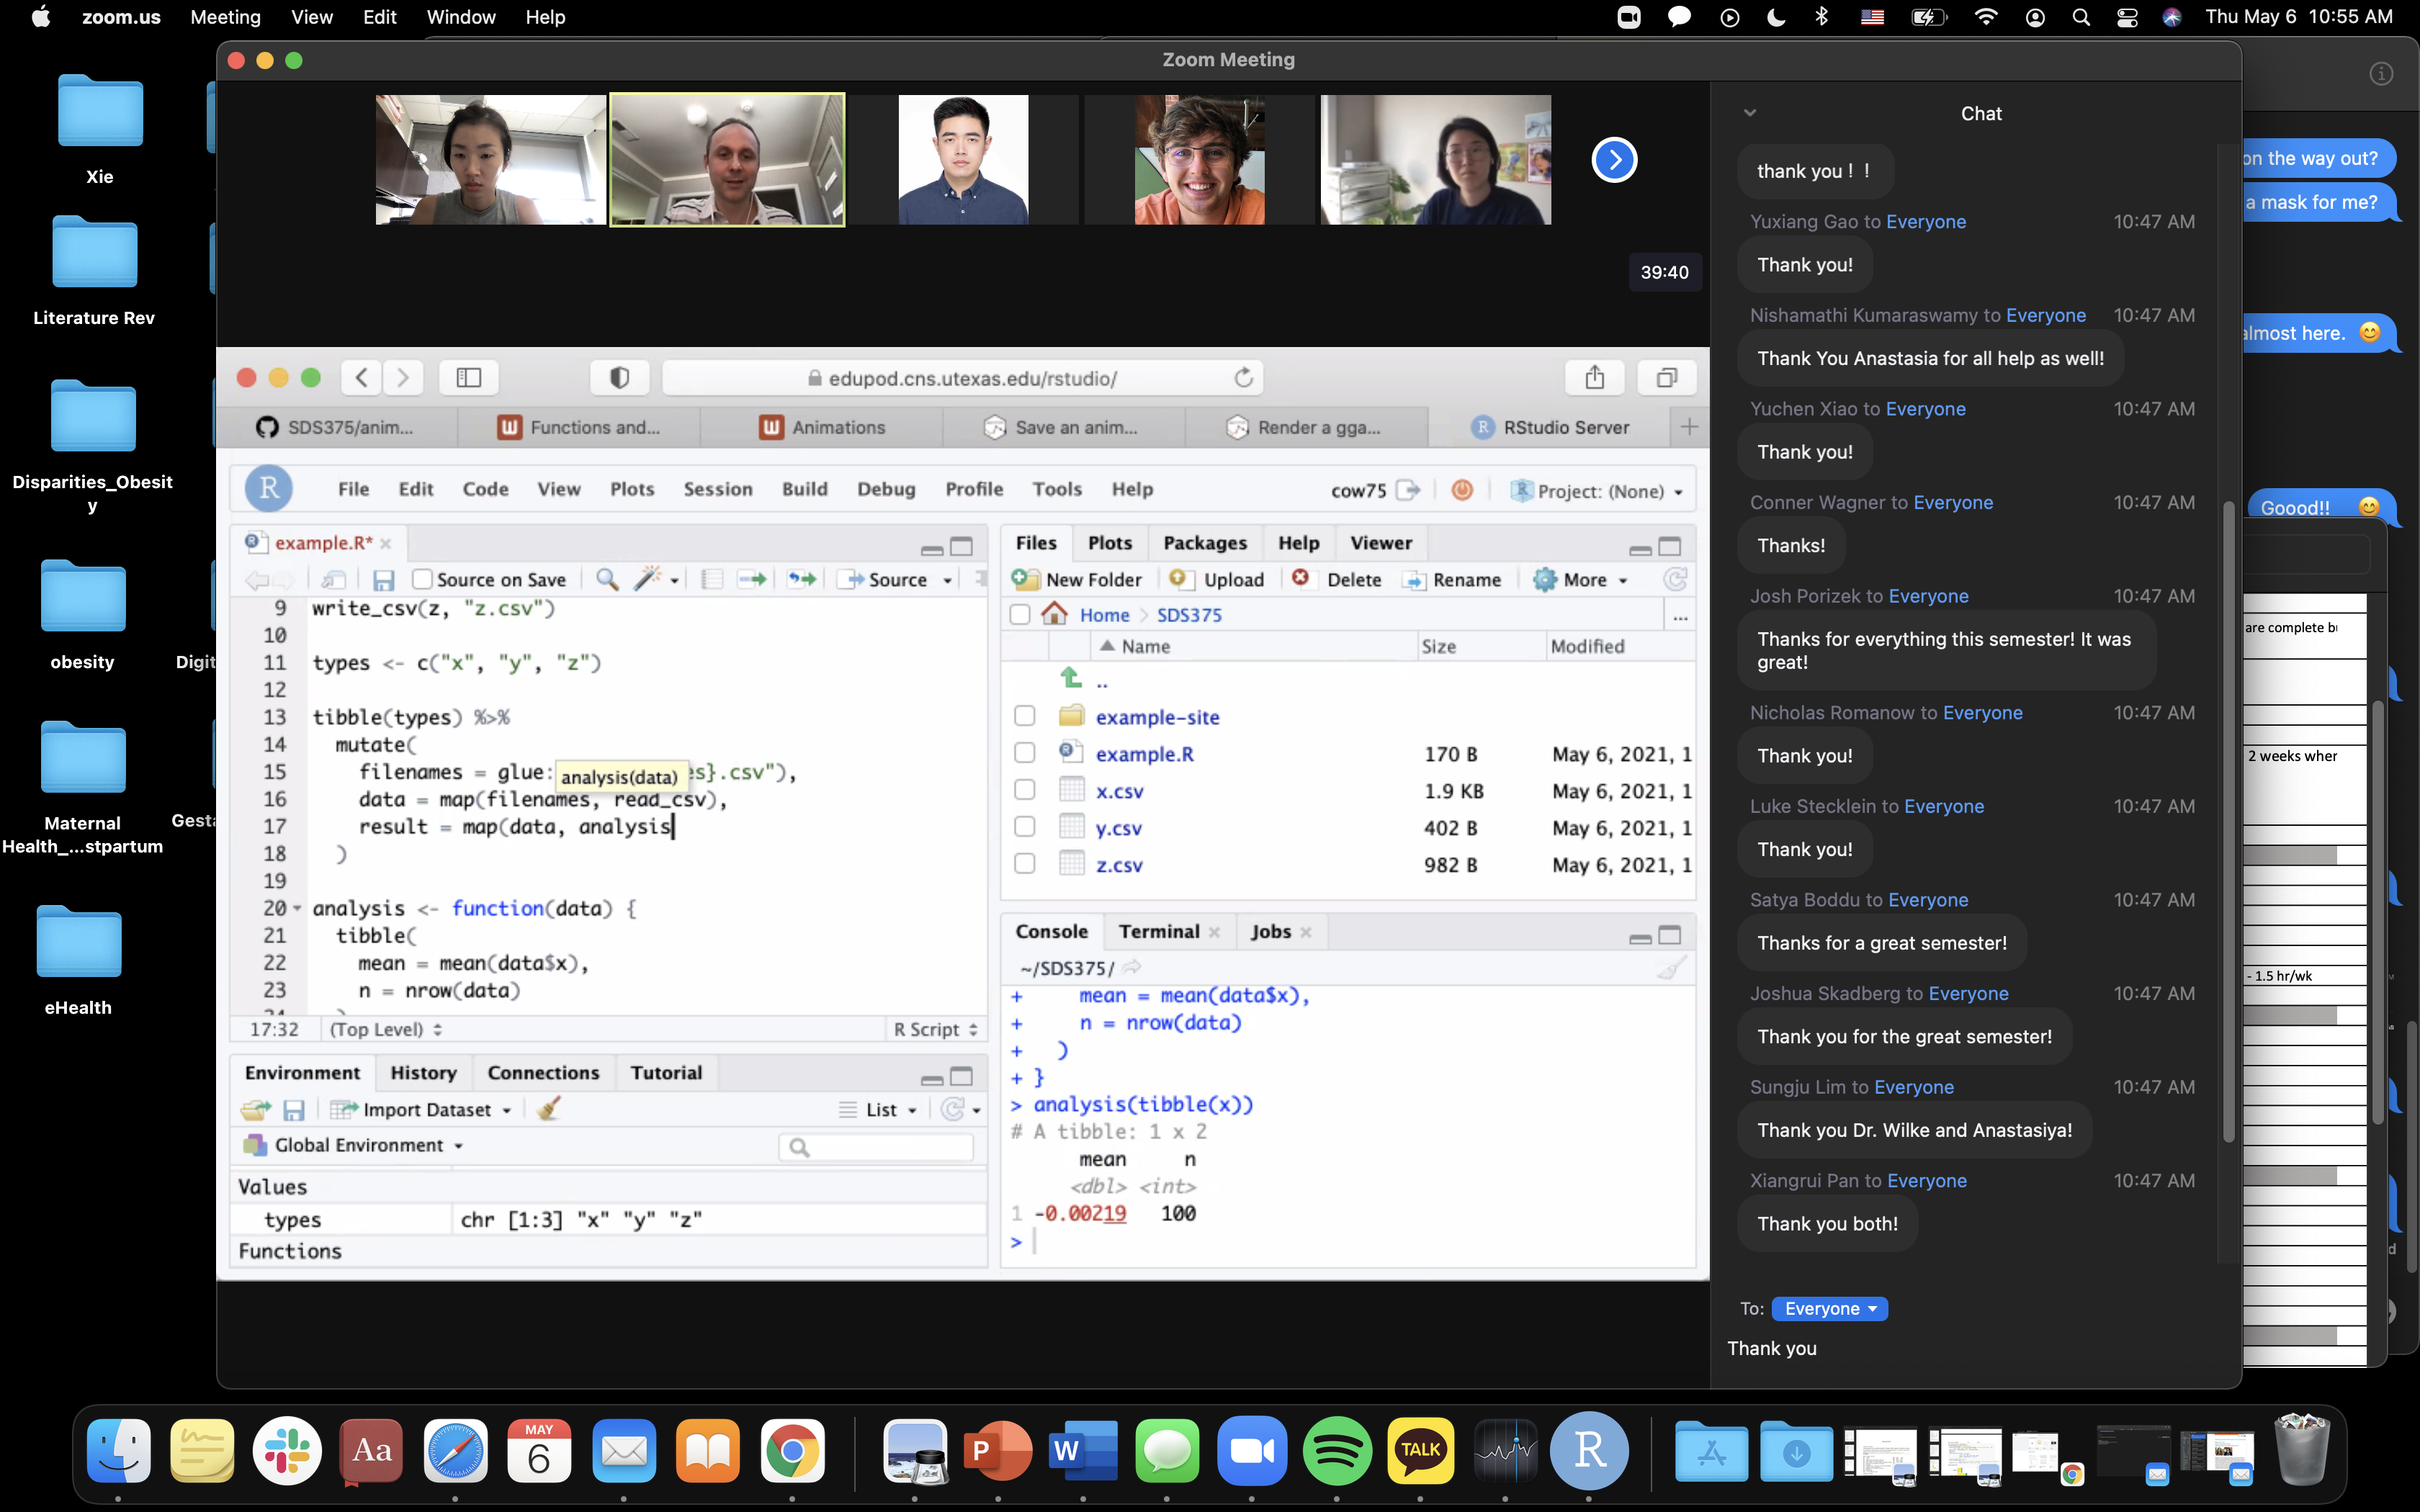 zoom.us Meeting View Edit Window Help Thu May 6 10:55 AM
Zoom Meeting
Xie
Literature Rev
Disparities_Obesit
y
obesity
Digit
Maternal
Health_...stpartum
Gesta
eHealth
39:40
edupod.cns.utexas.edu/rstudio/
SDS375/anim... Functions and... Animations Save an anim... Render a gga... RStudio Server
File Edit Code View Plots Session Build Debug Profile Tools Help cow75 Project: (None)
example.R*
Source on Save Source
9 write_csv(z, "z.csv")
10
11 types <- c("x", "y", "z")
12
13 tibble(types) %>%
14 mutate(
15 filenames = glue: es}.csv"),
analysis(data)
16 data = map(filenames, read_csv),
17 result = map(data, analysis
18 )
19
20 analysis <- function(data) {
21 tibble(
22 mean = mean(data$x),
23 n = nrow(data)
17:32 (Top Level) R Script
Environment History Connections Tutorial
Import Dataset List
Global Environment
Values
types chr [1:3] "x" "y" "z"
Functions
Files Plots Packages Help Viewer
New Folder Upload Delete Rename More
Home SDS375 ...
Name Size Modified
..
example-site
example.R 170 B May 6, 2021, 1
x.csv 1.9 KB May 6, 2021, 1
y.csv 402 B May 6, 2021, 1
z.csv 982 B May 6, 2021, 1
Console Terminal Jobs
~/SDS375/
+ mean = mean(data$x),
+ n = nrow(data)
+ )
+ }
> analysis(tibble(x))
# A tibble: 1 x 2
mean n
<dbl> <int>
1 -0.00219 100
>
Chat
thank you！！
Yuxiang Gao to Everyone 10:47 AM
Thank you!
Nishamathi Kumaraswamy to Everyone 10:47 AM
Thank You Anastasia for all help as well!
Yuchen Xiao to Everyone 10:47 AM
Thank you!
Conner Wagner to Everyone 10:47 AM
Thanks!
Josh Porizek to Everyone 10:47 AM
Thanks for everything this semester! It was
great!
Nicholas Romanow to Everyone 10:47 AM
Thank you!
Luke Stecklein to Everyone 10:47 AM
Thank you!
Satya Boddu to Everyone 10:47 AM
Thanks for a great semester!
Joshua Skadberg to Everyone 10:47 AM
Thank you for the great semester!
Sungju Lim to Everyone 10:47 AM
Thank you Dr. Wilke and Anastasiya!
Xiangrui Pan to Everyone 10:47 AM
Thank you both!
To: Everyone
Thank you
on the way out?
a mask for me?
almost here. 😊
Goood!! 😊
are complete
2 weeks wher
- 1.5 hr/wk
Aa
MAY
6
P
W
TALK
R